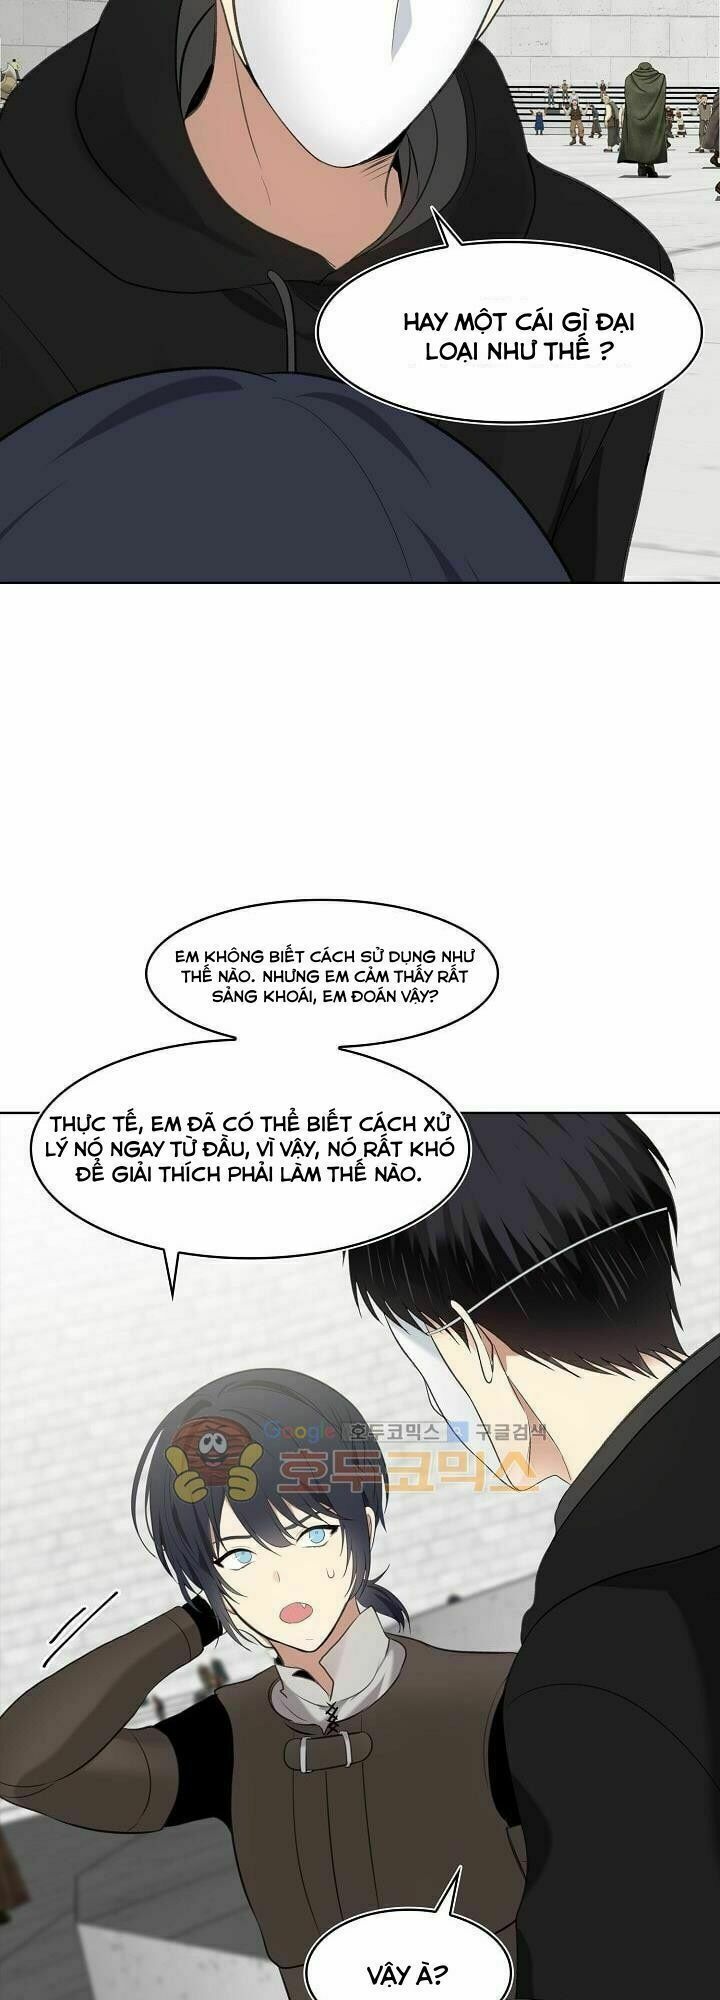 HAY MỘT CÁI GÌ ĐẠI
LOẠI NHƯ THẾ ?
EM KHÔNG BIẾT CÁCH SỬ DỤNG NHƯ
THẾ NÀO. NHƯNG EM CẢM THẤY RẤT
SẢNG KHOÁI, EM ĐOÁN VẬY?
THỰC TẾ, EM ĐÃ CÓ THỂ BIẾT CÁCH XỬ
LÝ NÓ NGAY TỪ ĐẦU, VÌ VẬY, NÓ RẤT KHÓ
ĐỂ GIẢI THÍCH PHẢI LÀM THẾ NÀO.
Google 호두코믹스 구글검색
호두코믹스
VẬY À?